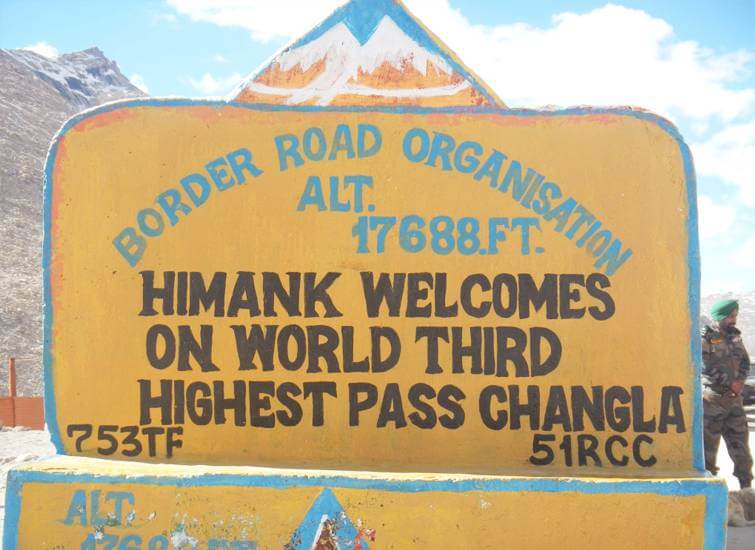 BORDER ROAD ORGANISATION
ALT.
17688.FT.
HIMANK WELCOMES
ON WORLD THIRD
HIGHEST PASS CHANGLA
753TF
51RCC
ALT.